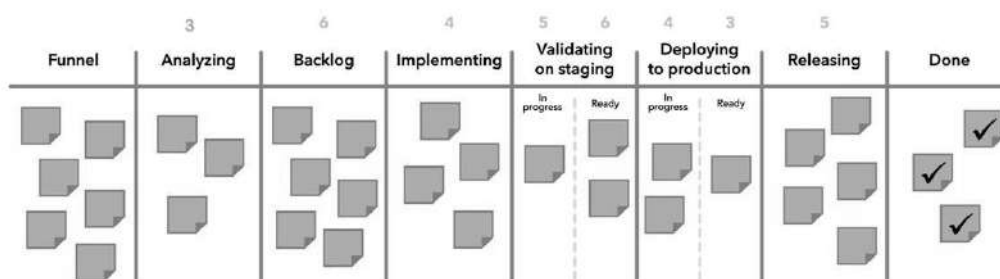 3 6 4 5 6 4 3 5
Funnel Analyzing Backlog Implementing Validating on staging Deploying to production Releasing Done
In progress Ready In progress Ready